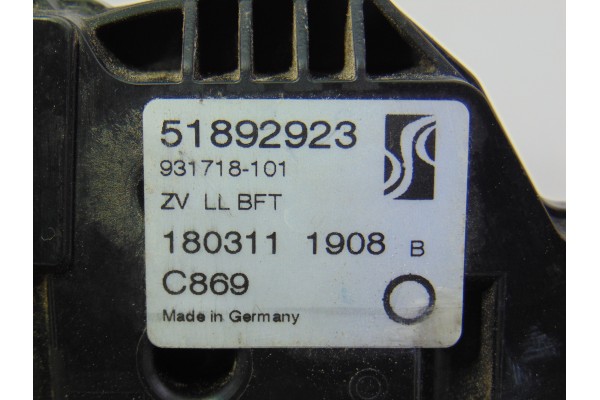 51892923
931718-101
ZV LL BFT
180311 1908 B
C869
Made in Germany